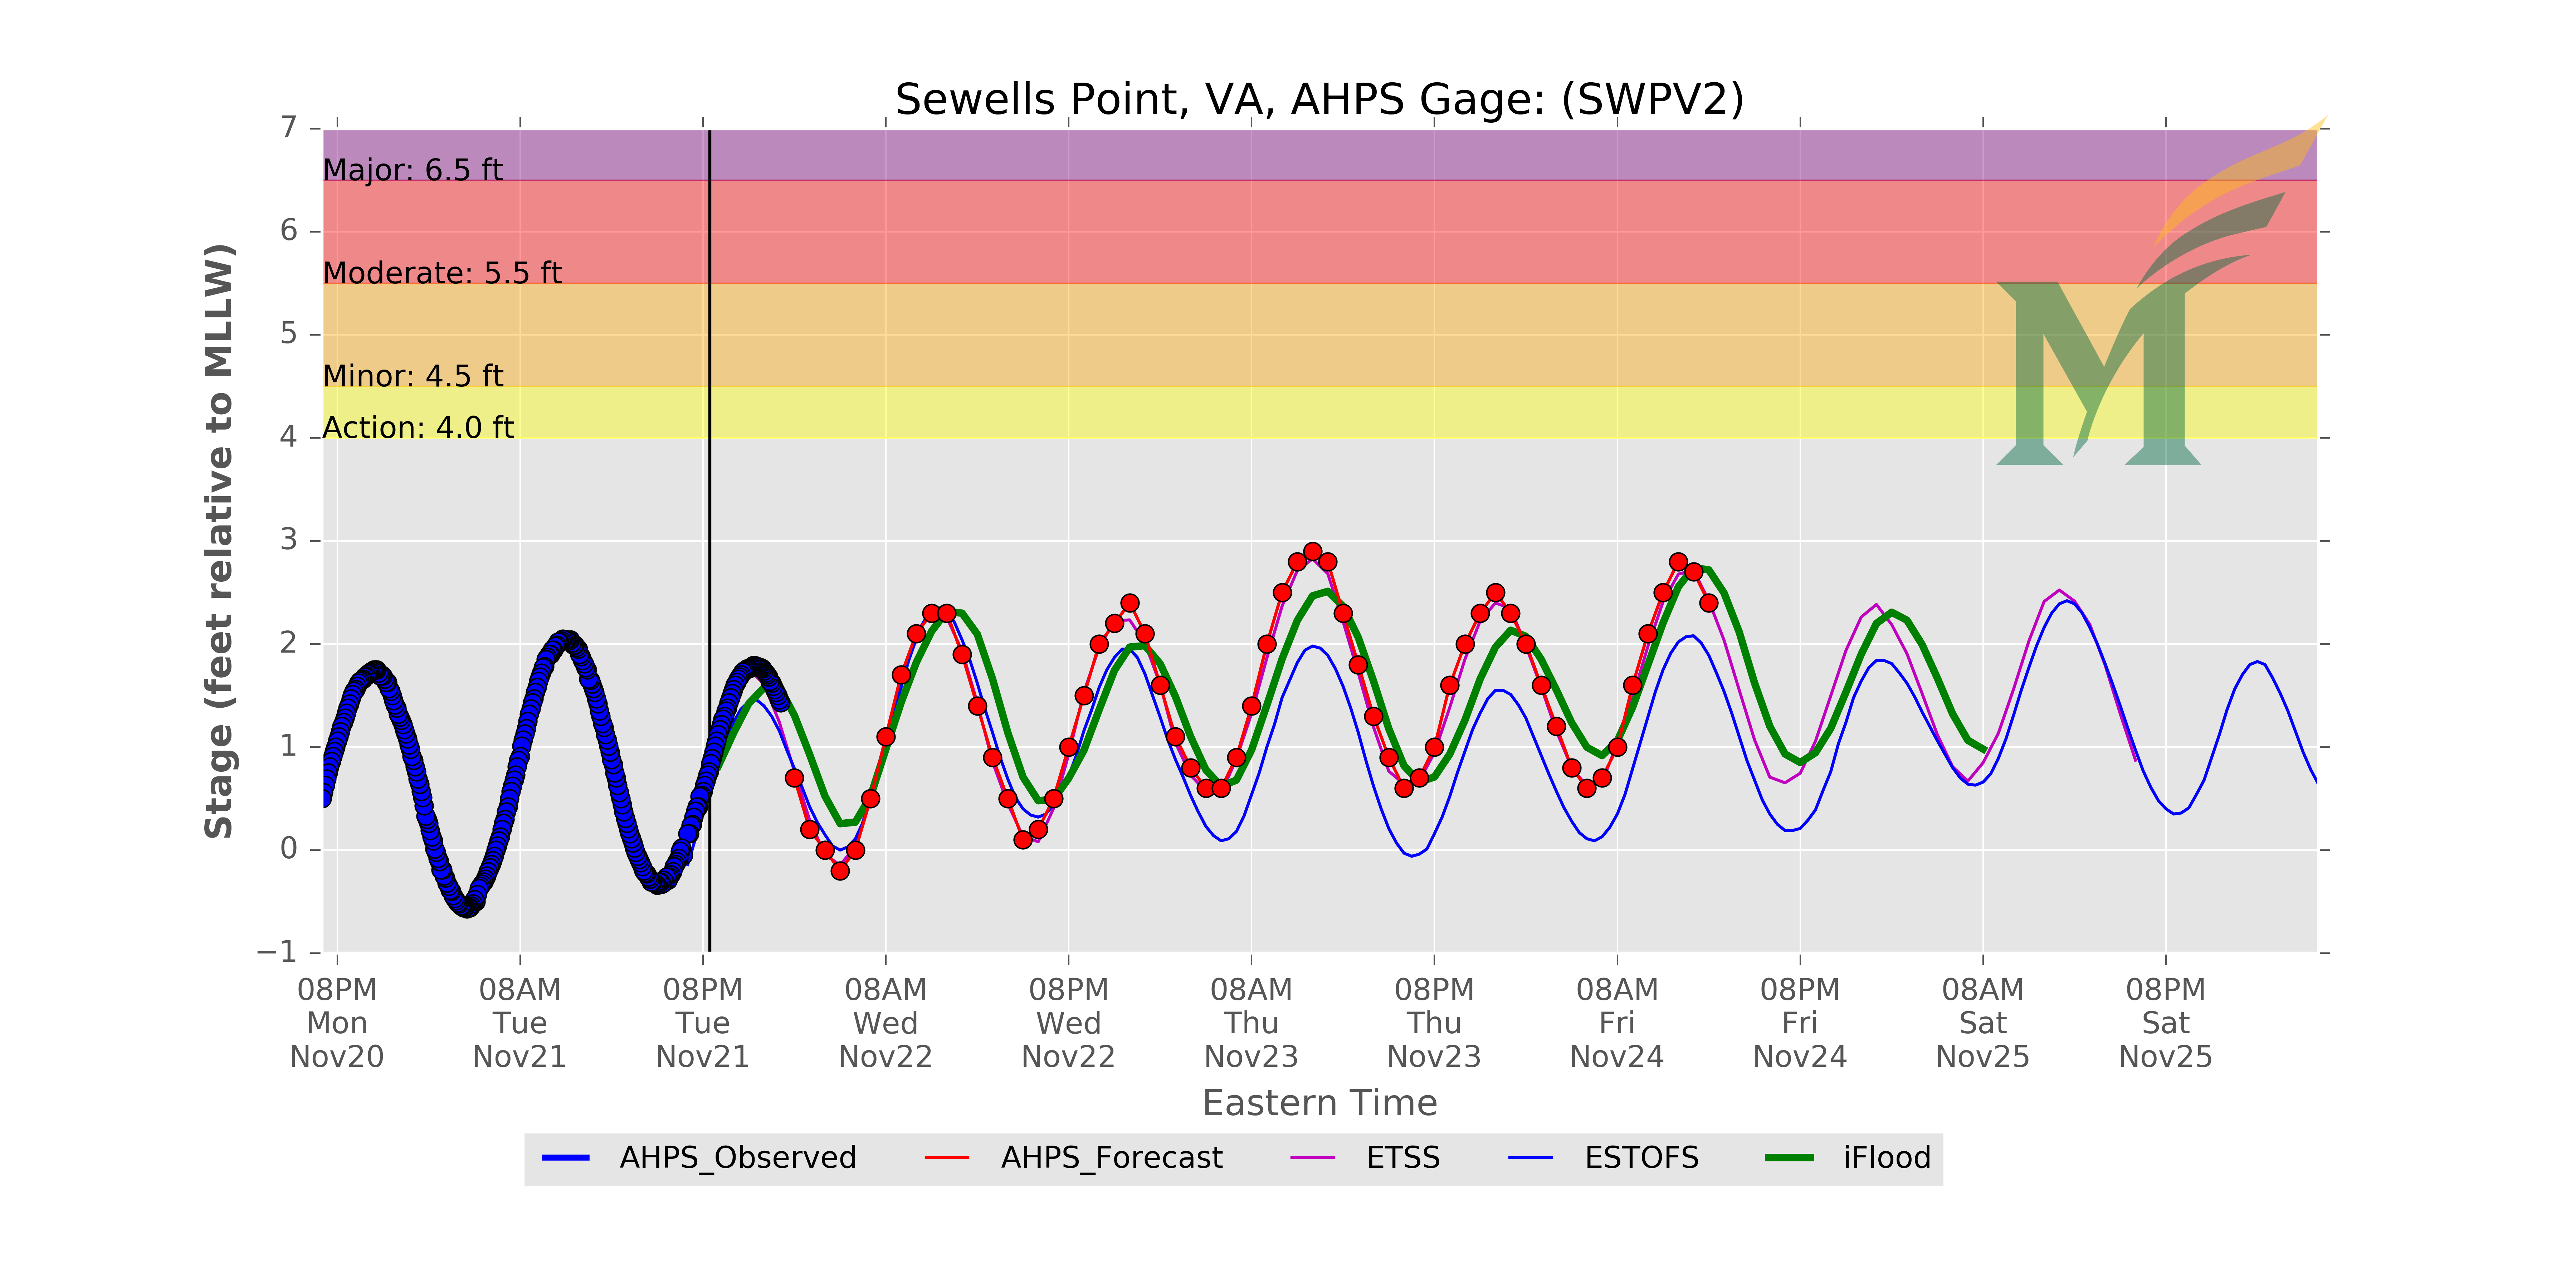 Sewells Point, VA, AHPS Gage: (SWPV2)
Stage (feet relative to MLLW)
7
6
5
4
3
2
1
0
−1
Major: 6.5 ft
Moderate: 5.5 ft
Minor: 4.5 ft
Action: 4.0 ft
M
08PM 08AM 08PM 08AM 08PM 08AM 08PM 08AM 08PM 08AM 08PM
Mon Tue Tue Wed Wed Thu Thu Fri Fri Sat Sat
Nov20 Nov21 Nov21 Nov22 Nov22 Nov23 Nov23 Nov24 Nov24 Nov25 Nov25
Eastern Time
AHPS_Observed AHPS_Forecast ETSS ESTOFS iFlood